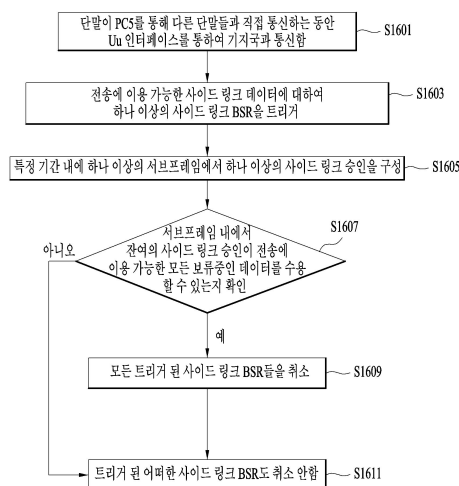 단말이 PC5를 통해 다른 단말들과 직접 통신하는 동안
Uu 인터페이스를 통하여 기지국과 통신함
S1601
전송에 이용 가능한 사이드 링크 데이터에 대하여
하나 이상의 사이드 링크 BSR을 트리거
S1603
특정 기간 내에 하나 이상의 서브프레임에서 하나 이상의 사이드 링크 승인을 구성
S1605
서브프레임 내에서
잔여의 사이드 링크 승인이 전송에
이용 가능한 모든 보류중인 데이터를 수용
할 수 있는지 확인
S1607
아니오
예
모든 트리거 된 사이드 링크 BSR들을 취소
S1609
트리거 된 어떠한 사이드 링크 BSR도 취소 안함
S1611